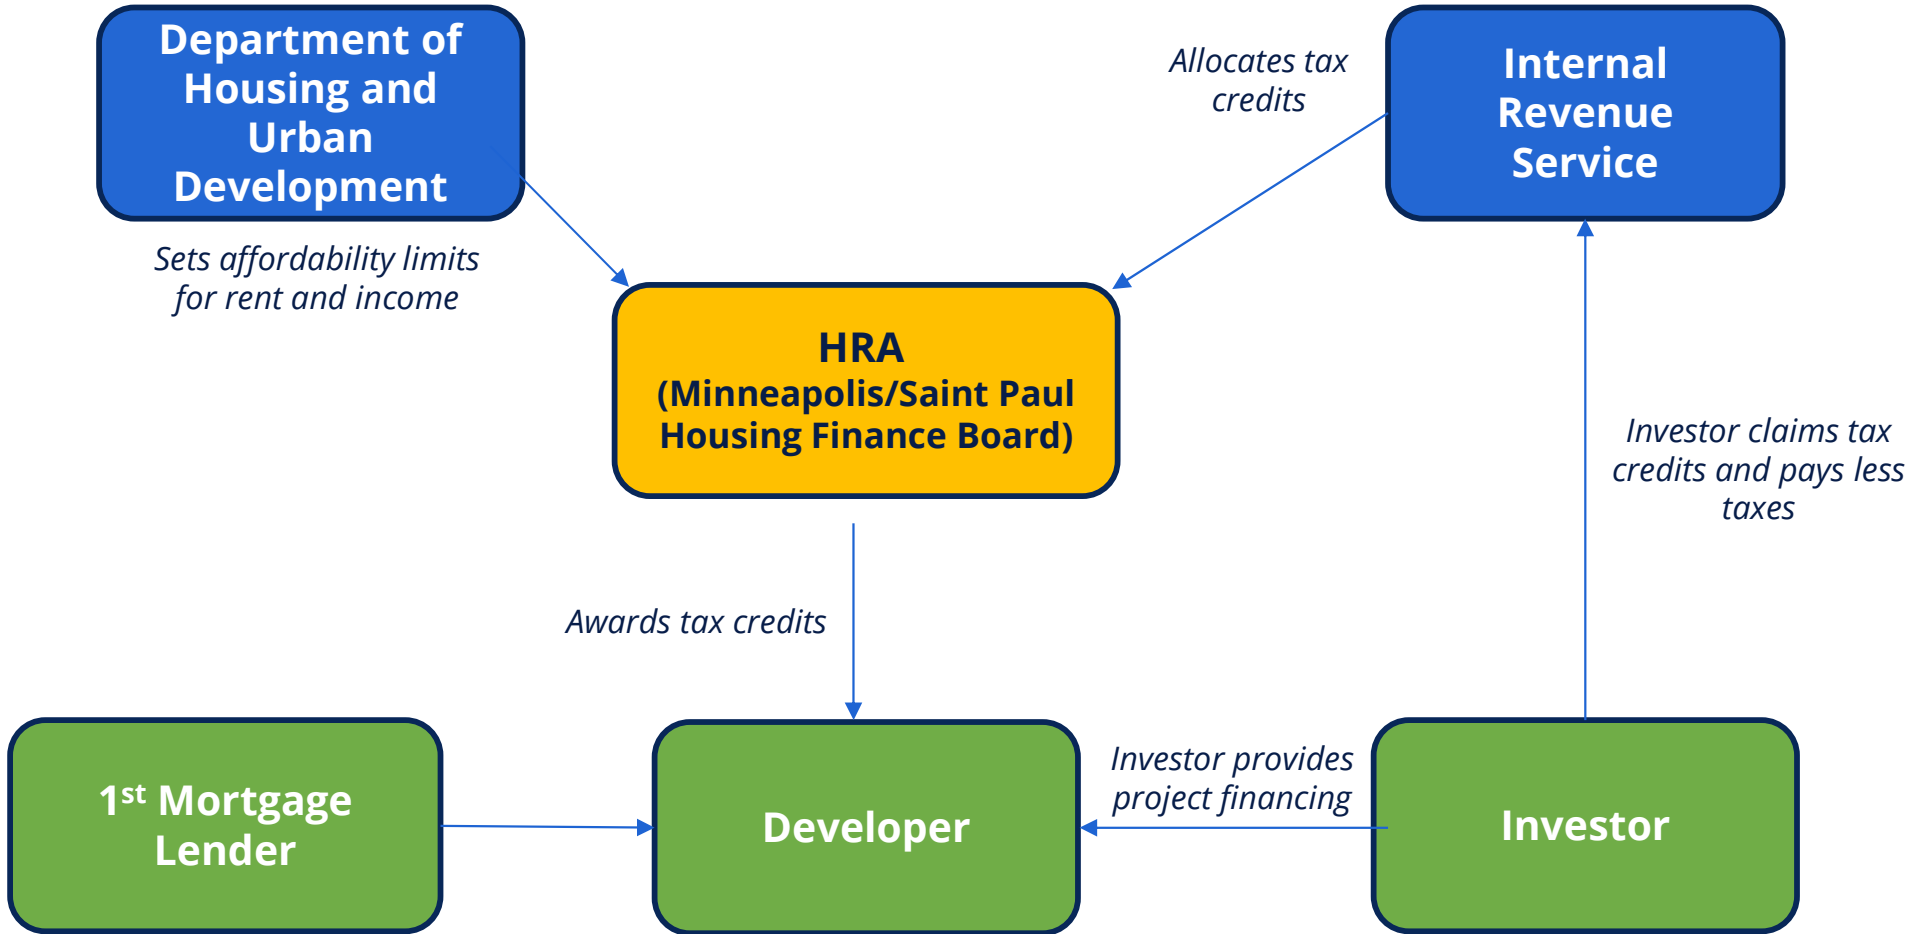 Department of
Housing and
Urban
Development
Sets affordability limits
for rent and income
Allocates tax
credits
Internal
Revenue
Service
HRA
(Minneapolis/Saint Paul
Housing Finance Board)
Investor claims tax
credits and pays less
taxes
Awards tax credits
1st Mortgage
Lender
Developer
Investor provides
project financing
Investor